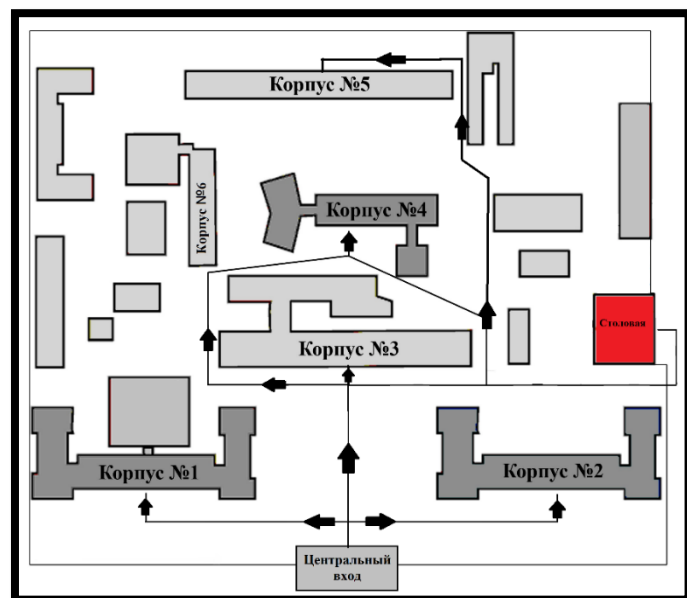 Корпус №5
Корпус №6
Корпус №4
Столовая
Корпус №3
Корпус №1
Корпус №2
Центральный
вход